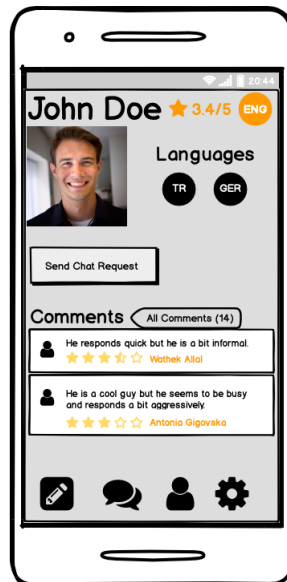 20:44
John Doe 3.4/5 ENG
Languages
TR GER
Send Chat Request
Comments All Comments (14)
He responds quick but he is a bit informal.
Wathek Allal
He is a cool guy but he seems to be busy
and responds a bit aggressively.
Antonia Gigovska